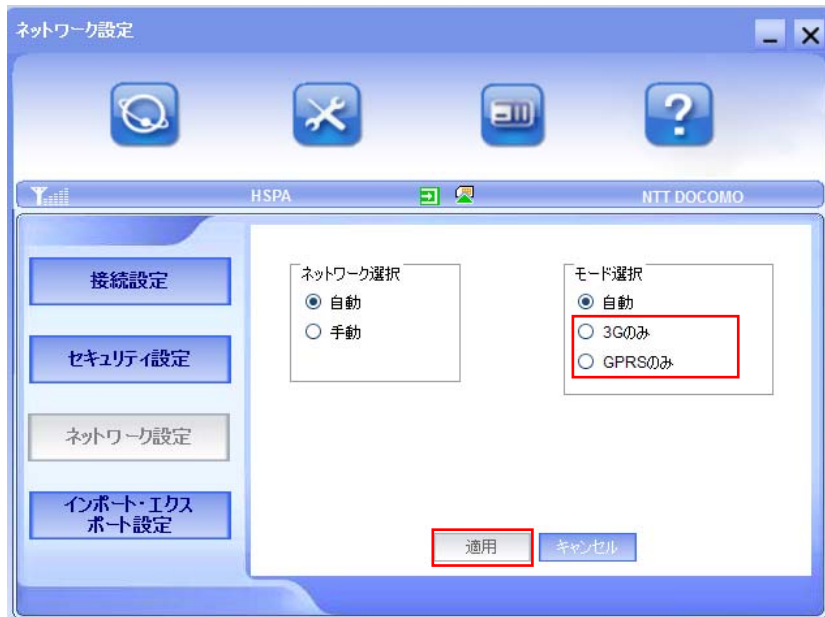 ネットワーク設定
HSPA
NTT DOCOMO
接続設定
セキュリティ設定
ネットワーク設定
インポート・エクス
ポート設定
ネットワーク選択
自動
手動
モード選択
自動
3Gのみ
GPRSのみ
適用
キャンセル